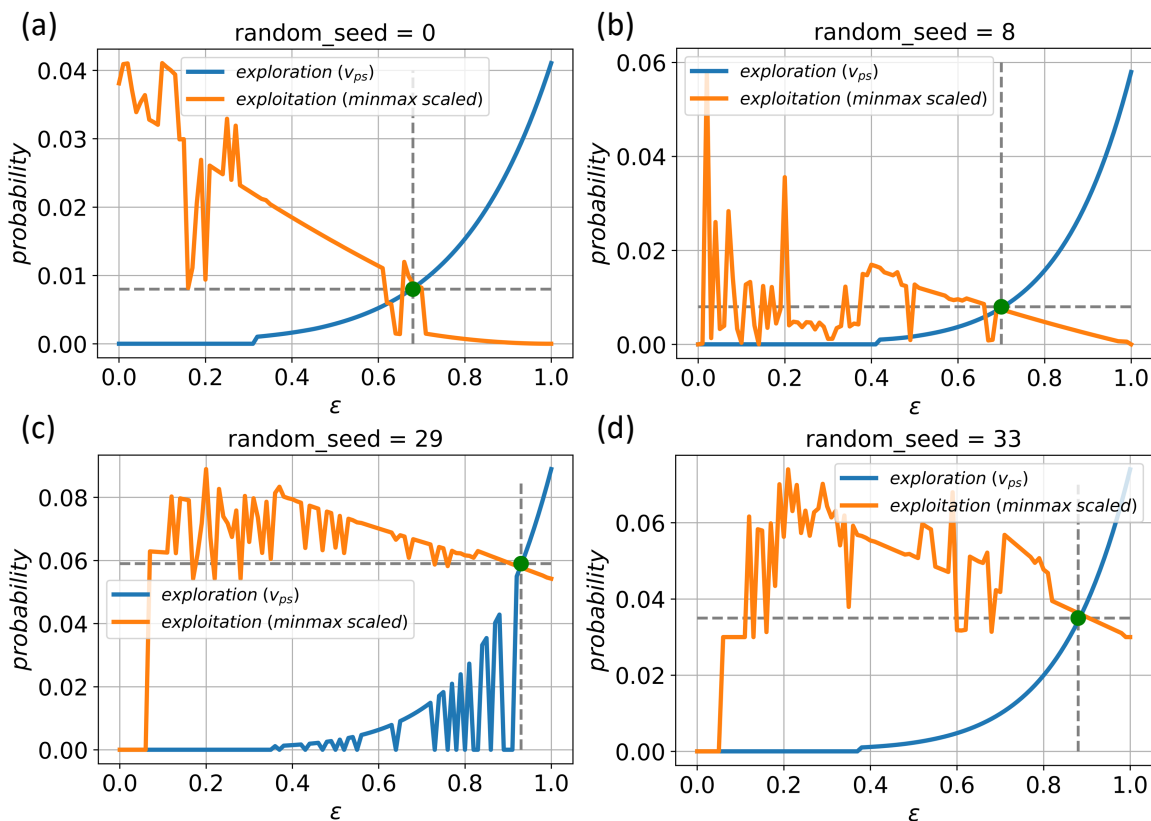 (a)
random_seed = 0
exploration (v_ps)
exploitation (minmax scaled)
probability
0.04
0.03
0.02
0.01
0.00
0.0 0.2 0.4 0.6 0.8 1.0
ε
(b)
random_seed = 8
exploration (v_ps)
exploitation (minmax scaled)
probability
0.06
0.04
0.02
0.00
0.0 0.2 0.4 0.6 0.8 1.0
ε
(c)
random_seed = 29
exploration (v_ps)
exploitation (minmax scaled)
probability
0.08
0.06
0.04
0.02
0.00
0.0 0.2 0.4 0.6 0.8 1.0
ε
(d)
random_seed = 33
exploration (v_ps)
exploitation (minmax scaled)
probability
0.06
0.04
0.02
0.00
0.0 0.2 0.4 0.6 0.8 1.0
ε